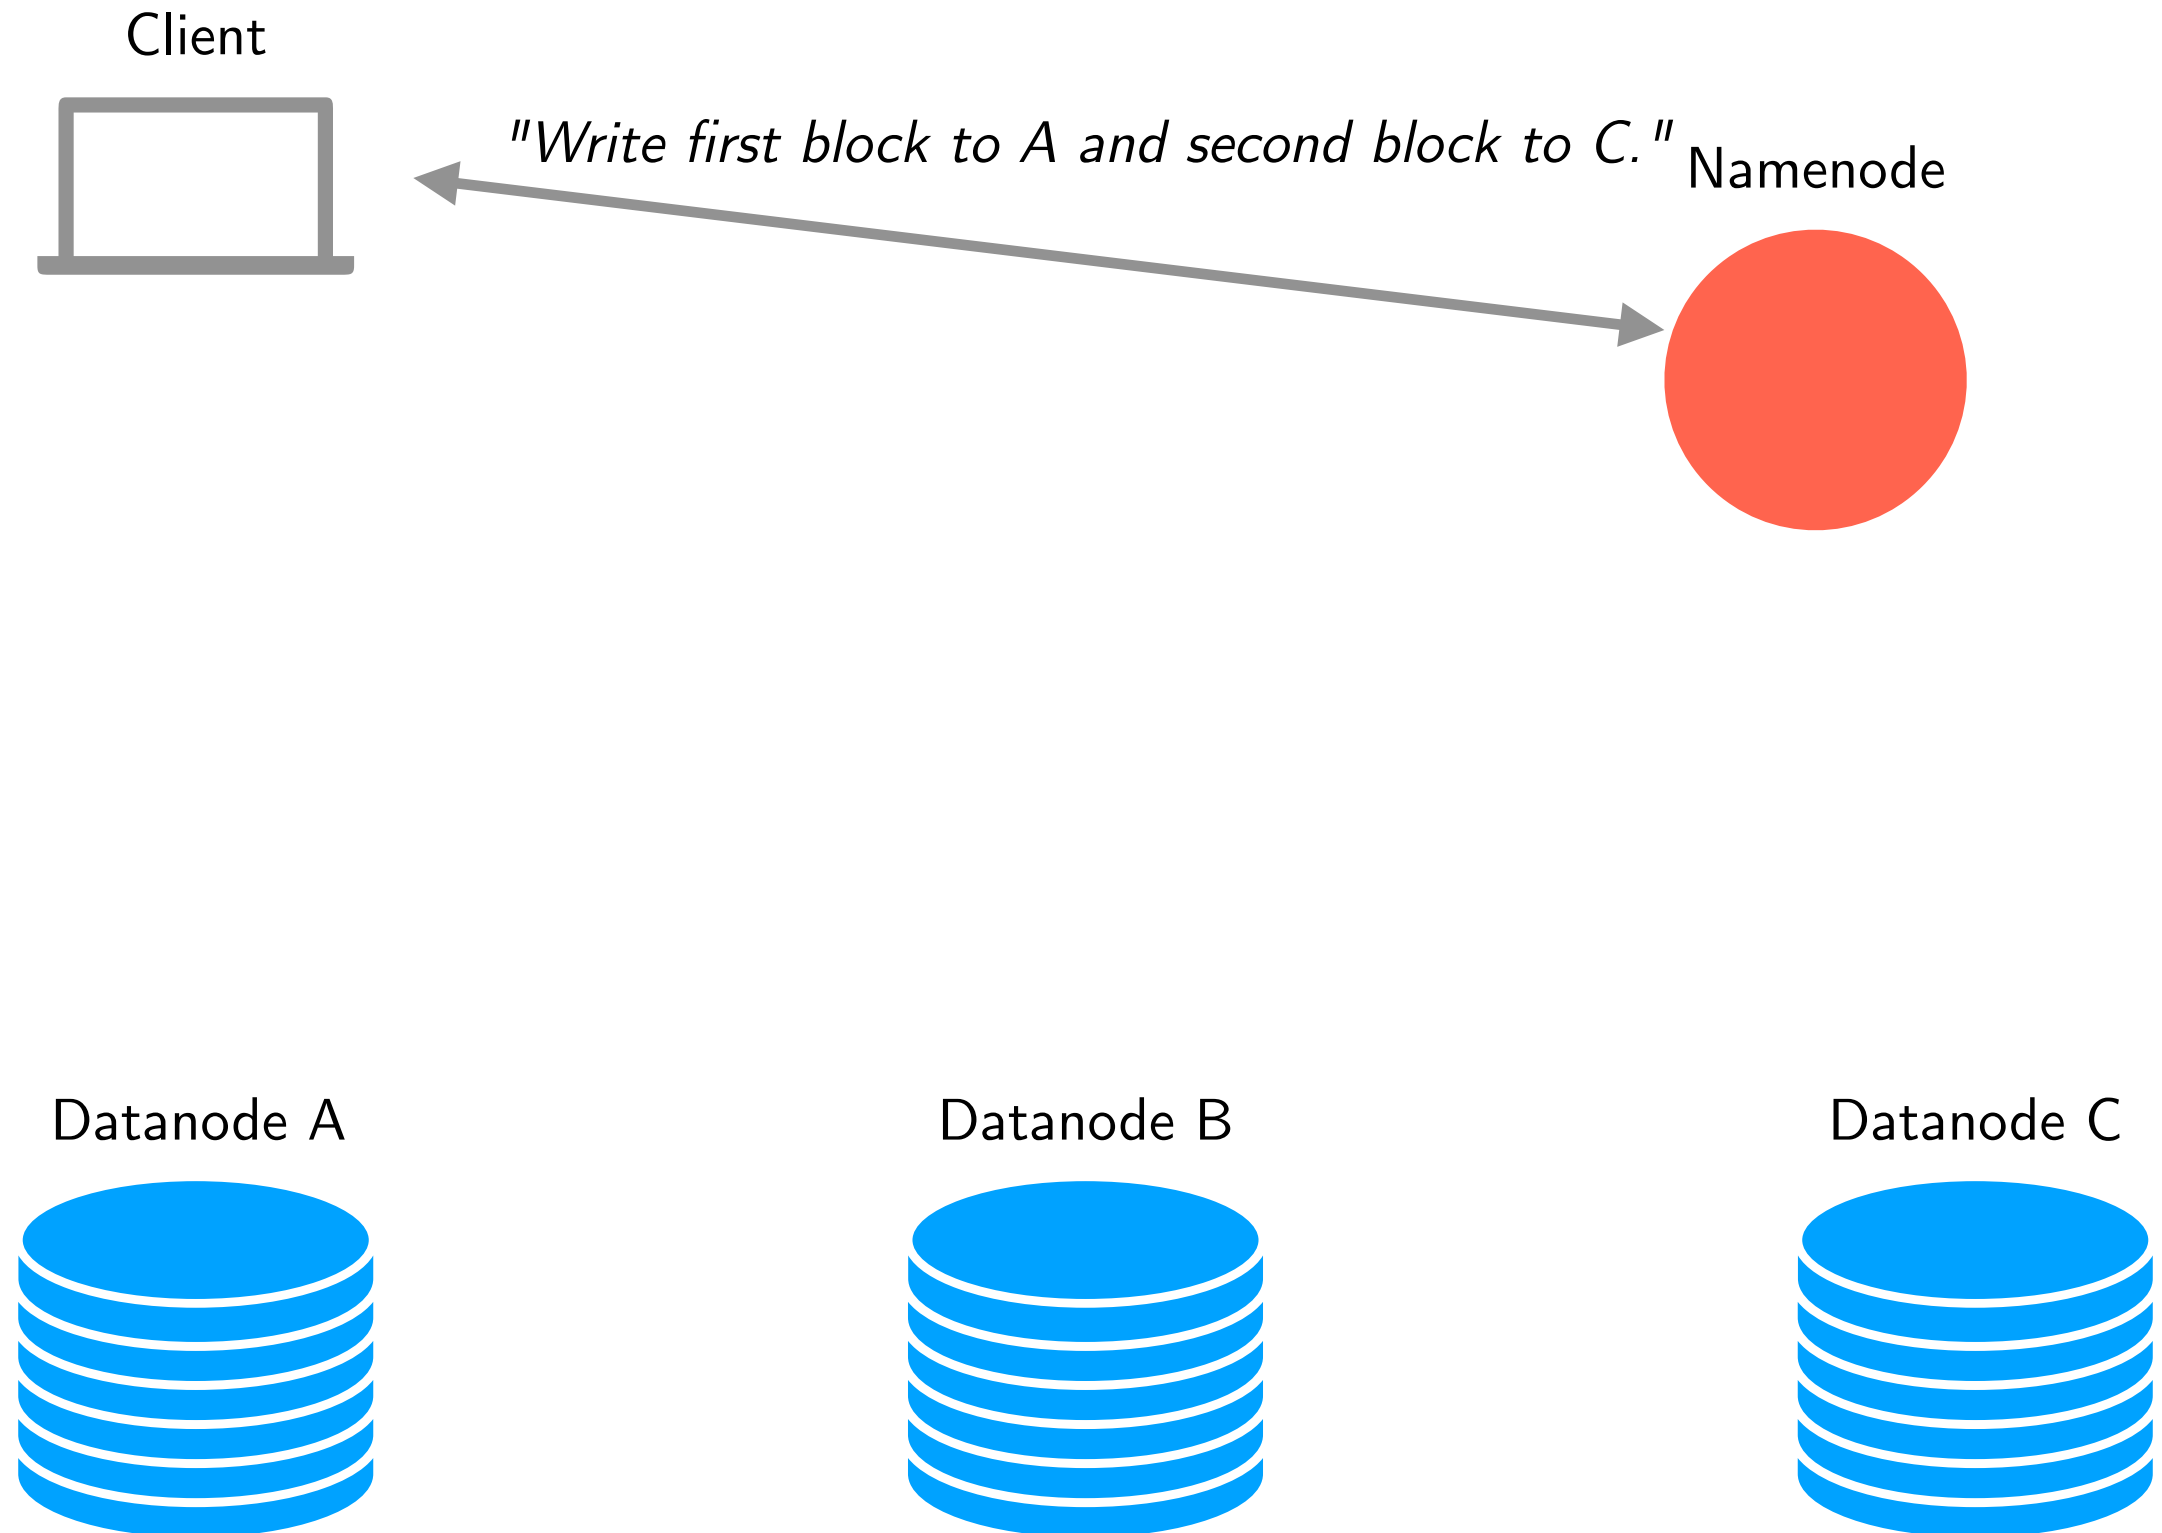 Client
"Write first block to A and second block to C."
Namenode
Datanode A
Datanode B
Datanode C